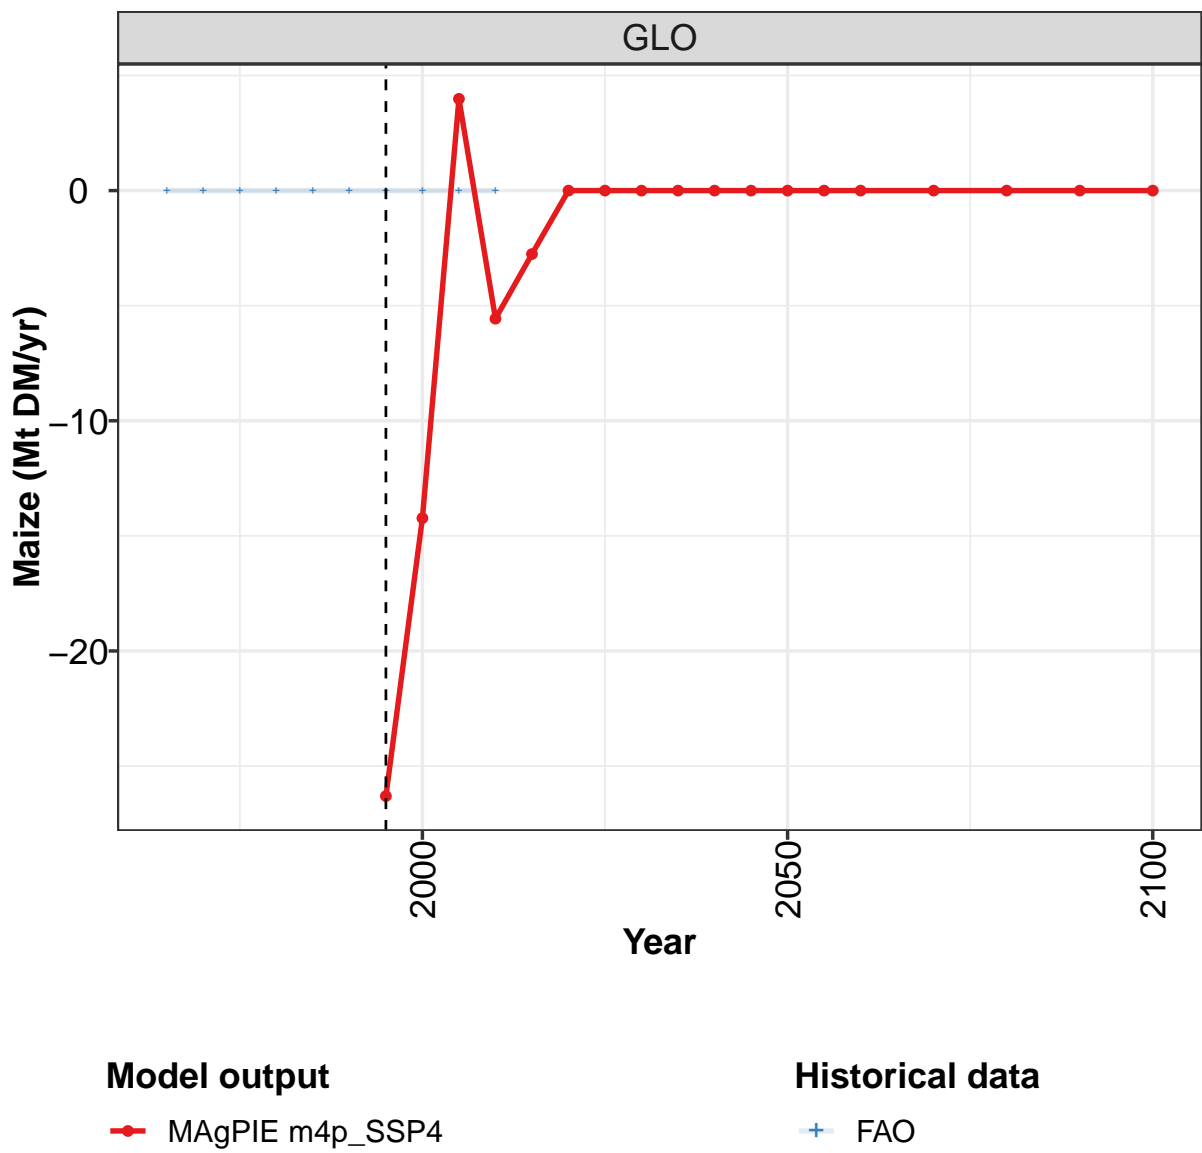 GLO
0
−10
−20
Maize (Mt DM/yr)
2000
2050
2100
Year
Model output
MAgPIE m4p_SSP4
Historical data
FAO